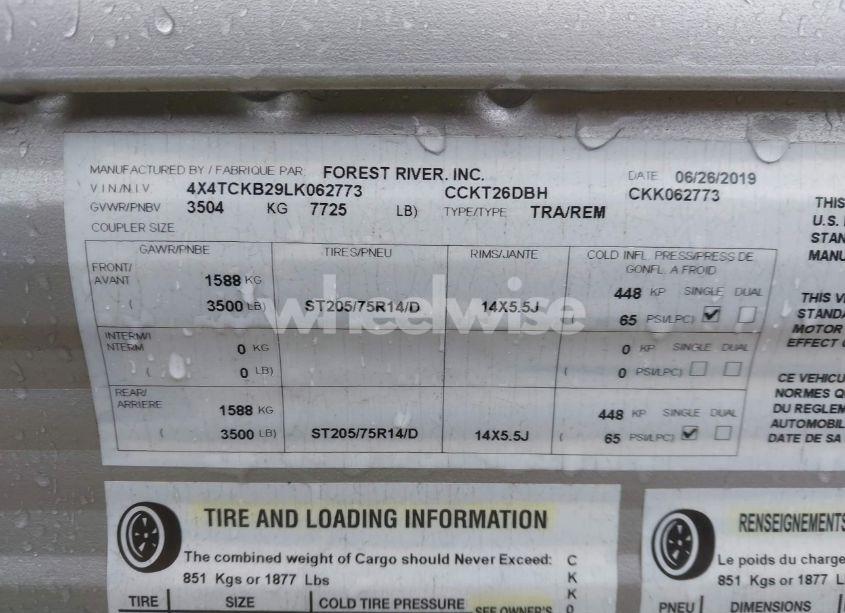 MANUFACTURED BY / FABRIQUE PAR: FOREST RIVER, INC. DATE 06/26/2019
V I N /N.I V. 4X4TCKB29LK062773 CCKT26DBH CKK062773
GVWR/PNBV 3504 KG 7725 LB) TYPE/TYPE TRA/REM
COUPLER SIZE
GAWR/PNBE TIRES/PNEU RIMS/JANTE COLD INFL. PRESS/PRESS DE GONFL. A FROID
FRONT/ AVANT 1588 KG 448 KP SINGLE DUAL
( 3500 LB) ST205/75R14/D 14X5.5J 65 PSI/LPC)
INTERM/I NTERM 0 KG 0 KP SINGLE DUAL
( 0 LB) ( 0 PSI/LPC)
REAR/ ARRIERE 1588 KG 448 KP SINGLE DUAL
3500 LB) ST205/75R14/D 14X5.5J ( 65 PSI/LPC)
THIS
U.S.
STAN
MANU
THIS V
STANDA
MOTOR
EFFECT
CE VEHICU
NORMES Q
DU REGLEM
AUTOMOBIL
DATE DE SA
wheelwise
TIRE AND LOADING INFORMATION
The combined weight of Cargo should Never Exceed:
851 Kgs or 1877 Lbs
TIRE SIZE COLD TIRE PRESSURE SEE OWNER'S
C
K
K
0
RENSEIGNEMENTS
Le poids du charge
851 Kgs or 1877 L
PNEU DIMENSIONS